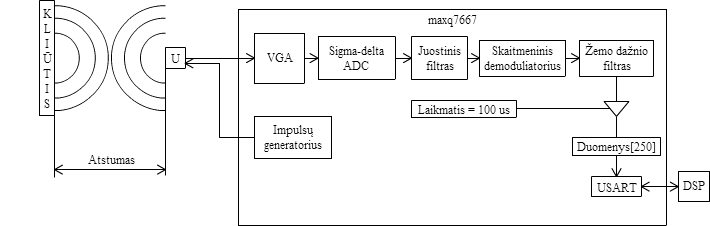 maxq7667
KLIŪTIS
U
VGA
Sigma-delta
ADC
Juostinis
filtras
Skaitmeninis
demoduliatorius
Žemo dažnio
filtras
Laikmatis = 100 us
Impulsų
generatorius
Duomenys[250]
Atstumas
USART
DSP